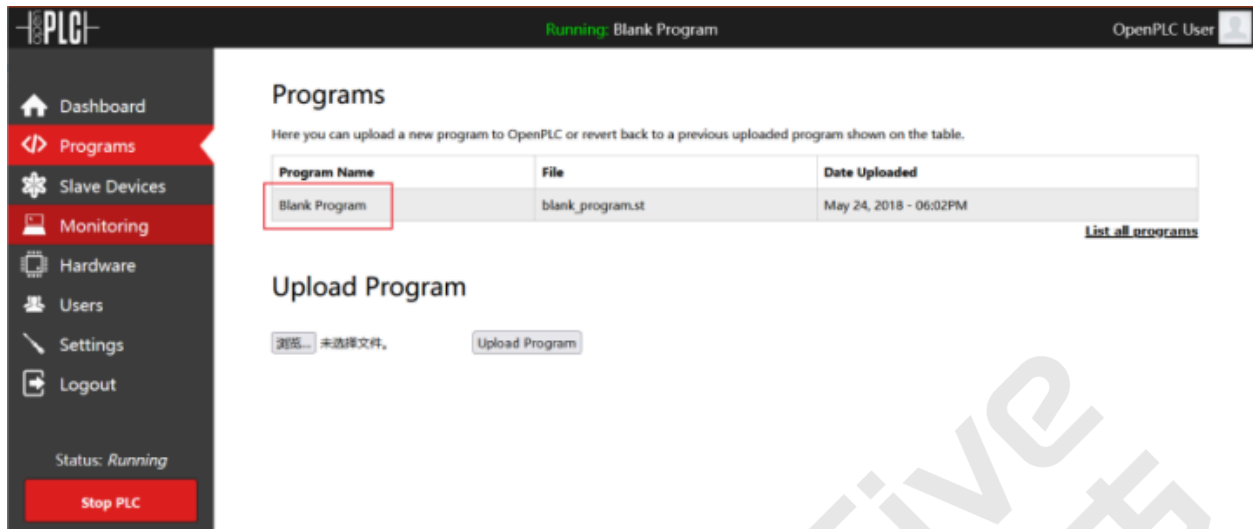 OPEN PLC
Running: Blank Program
OpenPLC User
Dashboard
Programs
Slave Devices
Monitoring
Hardware
Users
Settings
Logout
Status: Running
Stop PLC
Programs
Here you can upload a new program to OpenPLC or revert back to a previous uploaded program shown on the table.
Program Name File Date Uploaded
Blank Program blank_program.st May 24, 2018 - 06:02PM
List all programs
Upload Program
浏览... 未选择文件。 Upload Program